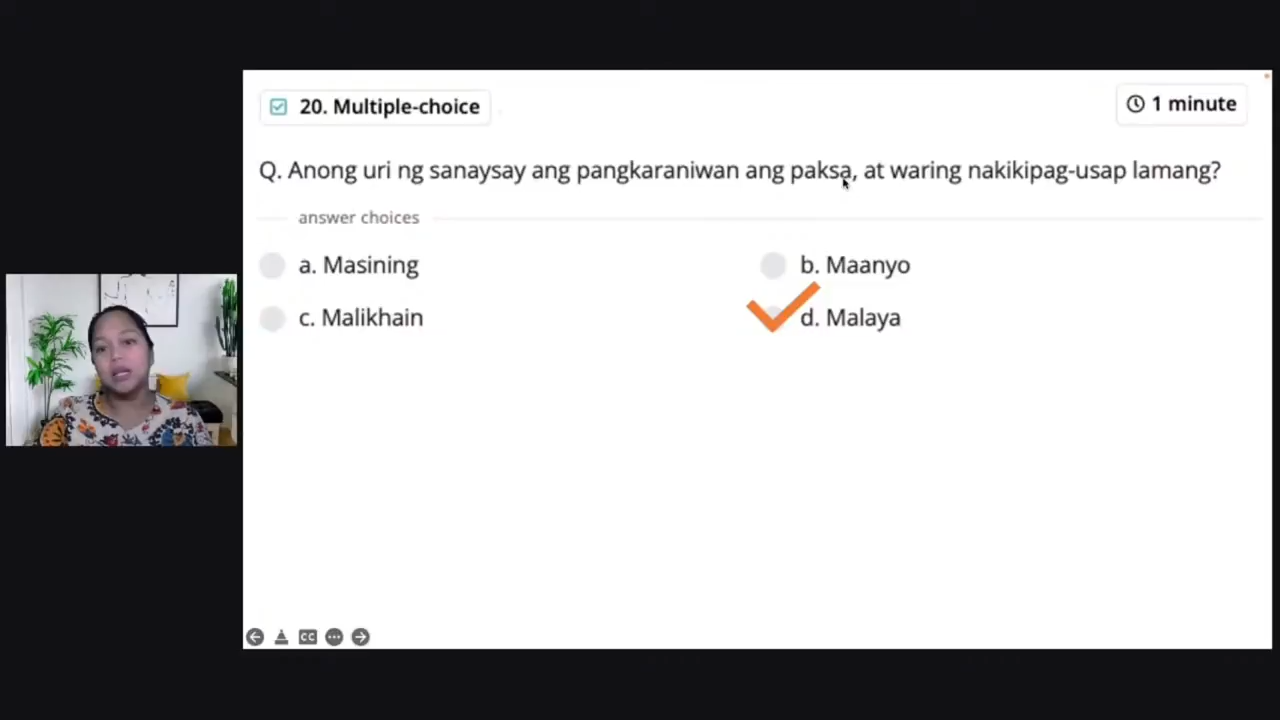 20. Multiple-choice
1 minute
Q. Anong uri ng sanaysay ang pangkaraniwan ang paksa, at waring nakikipag-usap lamang?
answer choices
a. Masining
b. Maanyo
c. Malikhain
d. Malaya
CC